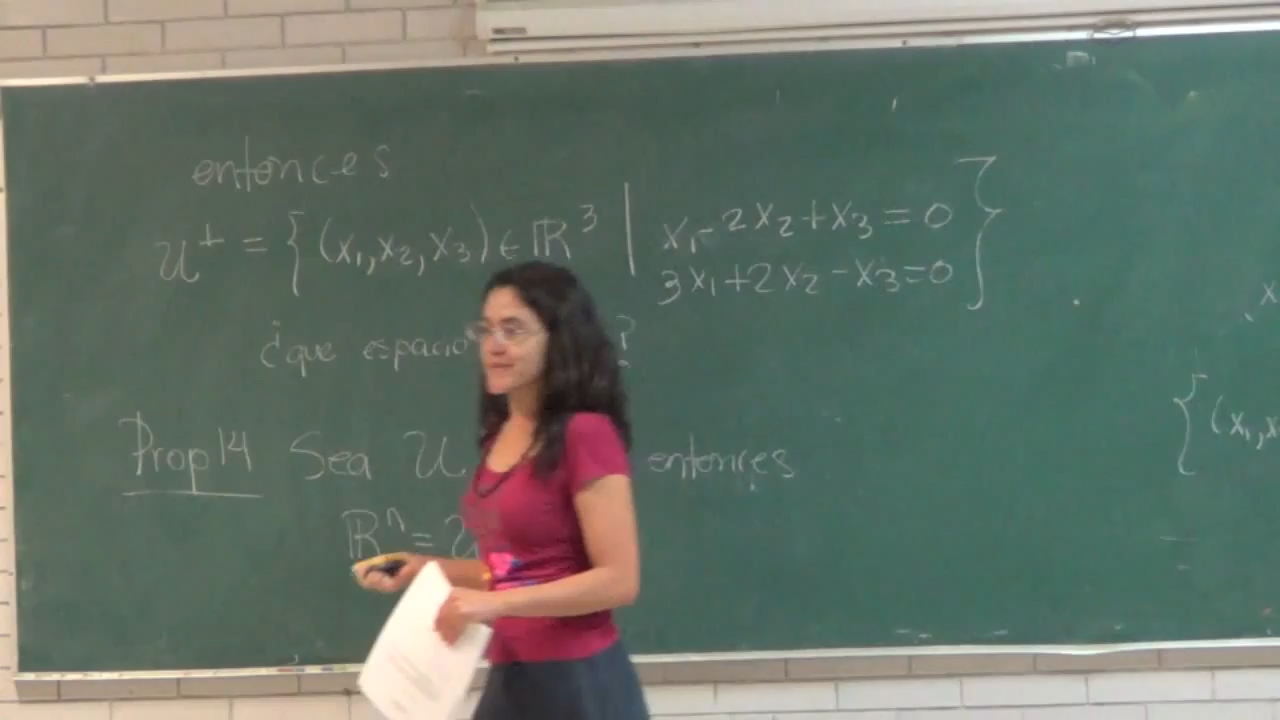 entonces
U^⊥ = { (x₁, x₂, x₃) ∈ ℝ³ | x₁ - 2x₂ + x₃ = 0
3x₁ + 2x₂ - x₃ = 0 }
¿que espacio ?
Prop 14 Sea U entonces
ℝⁿ = U
{ (x₁, x